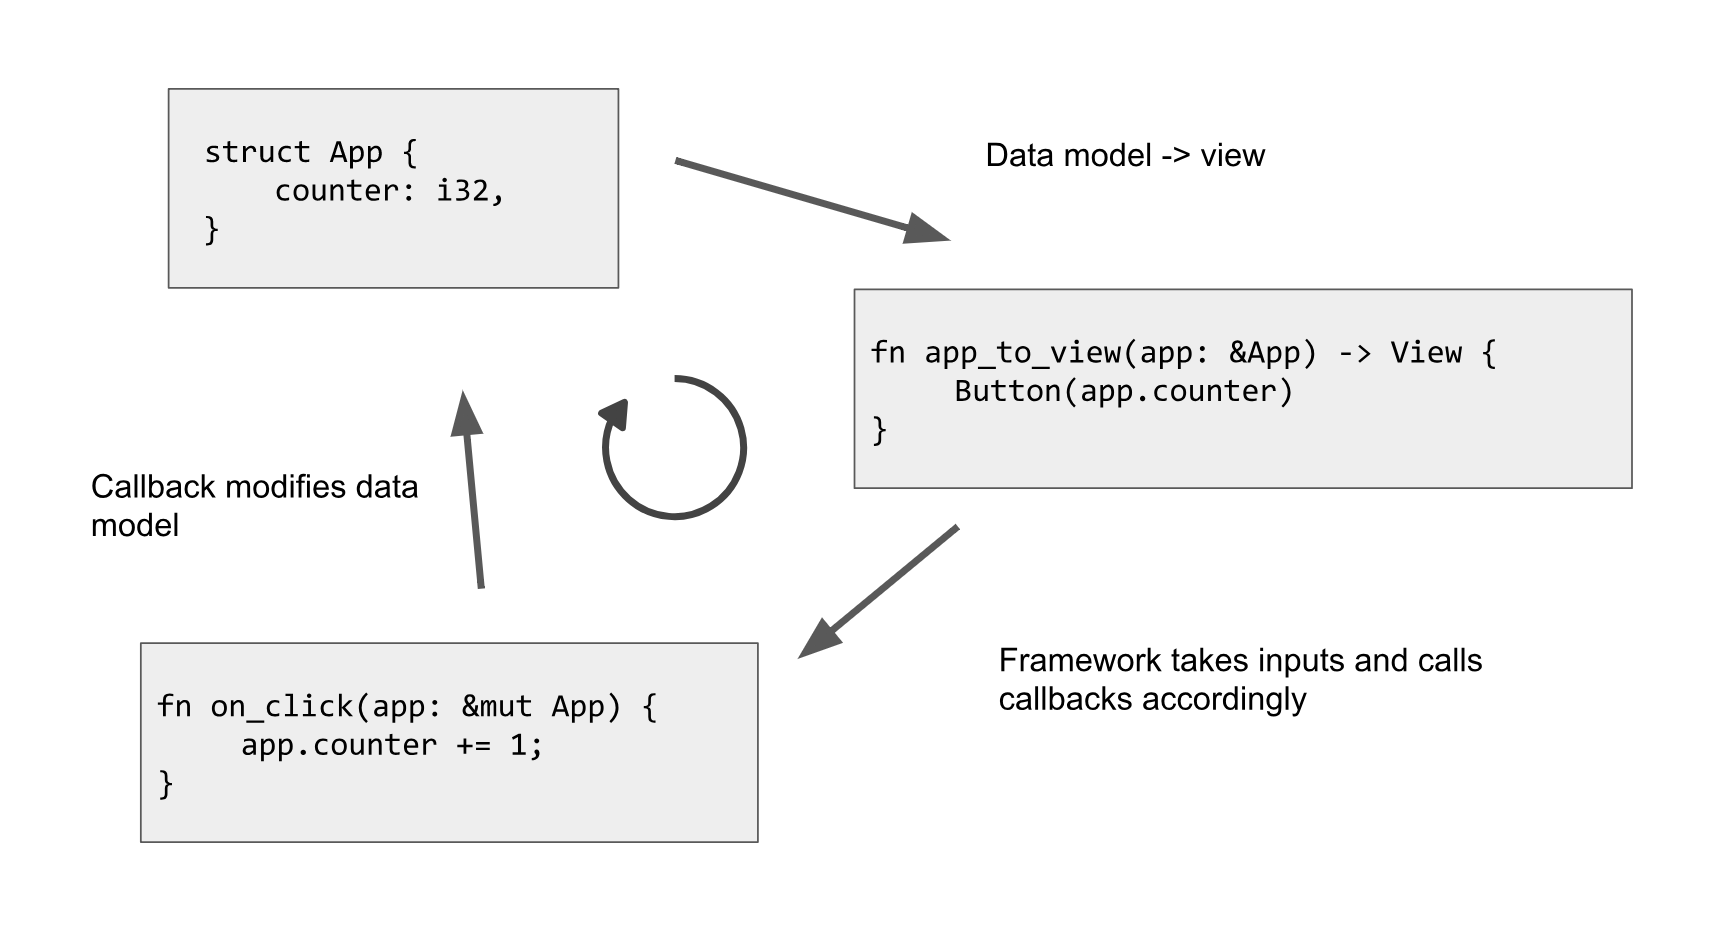 struct App {
    counter: i32,
}
Data model -> view
fn app_to_view(app: &App) -> View {
    Button(app.counter)
}
Callback modifies data
model
Framework takes inputs and calls
callbacks accordingly
fn on_click(app: &mut App) {
    app.counter += 1;
}